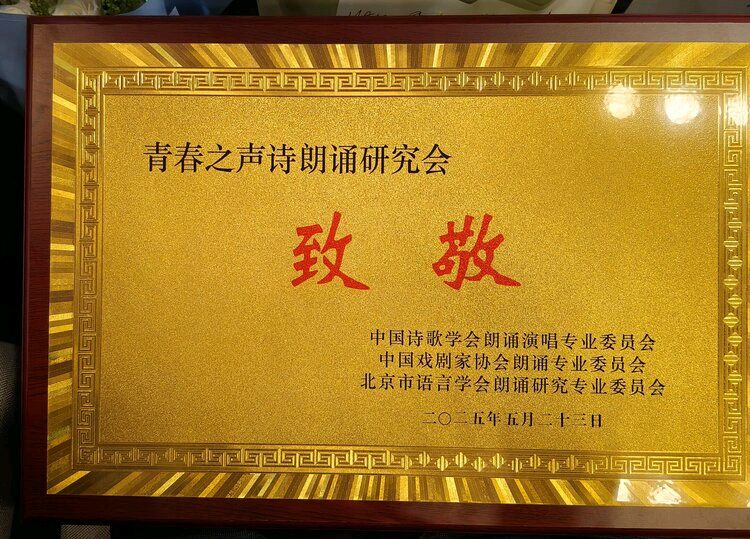 青春之声诗朗诵研究会
致 敬
中国诗歌学会朗诵演唱专业委员会
中国戏剧家协会朗诵专业委员会
北京市语言学会朗诵研究专业委员会
二〇二五年五月二十三日